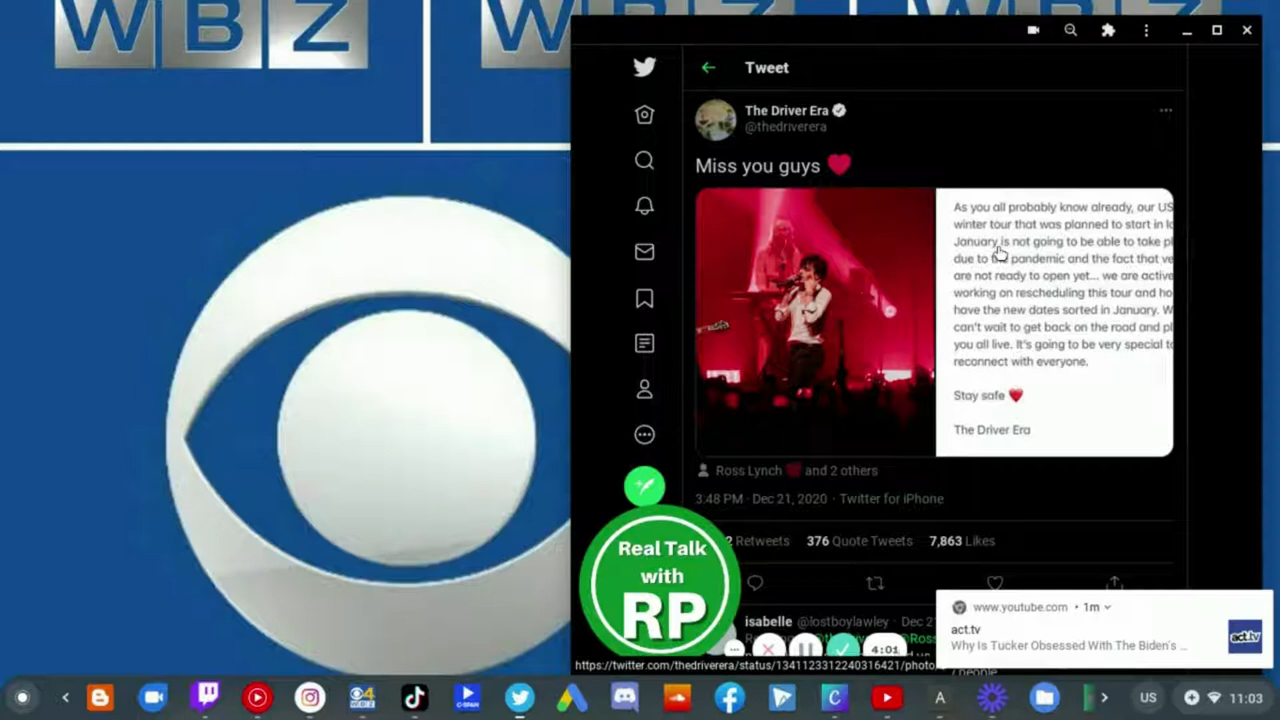 WBZ
WBZ
Tweet
The Driver Era
@thedriverera
Miss you guys ❤️
As you all probably know already, our US
winter tour that was planned to start in
January is not going to be able to take
due to pandemic and the fact that
are not ready to open yet... we are
working on rescheduling this tour and
have the new dates sorted in January.
can't wait to get back on the road and
you all live. It's going to be very special
reconnect with everyone.
Stay safe ❤️
The Driver Era
Ross Lynch ❤️ and 2 others
3:48 PM · Dec 21, 2020 · Twitter for iPhone
Retweets 376 Quote Tweets 7,863 Likes
Real Talk
with
RP
www.youtube.com • 1m
act.tv
Why Is Tucker Obsessed With The Biden's ...
act.tv
isabelle @lostboylawley · Dec
4:01
https://twitter.com/thedriverera/status/1341123312240316421/photo
CBS 4
WBZ
C-SPAN
US
11:03